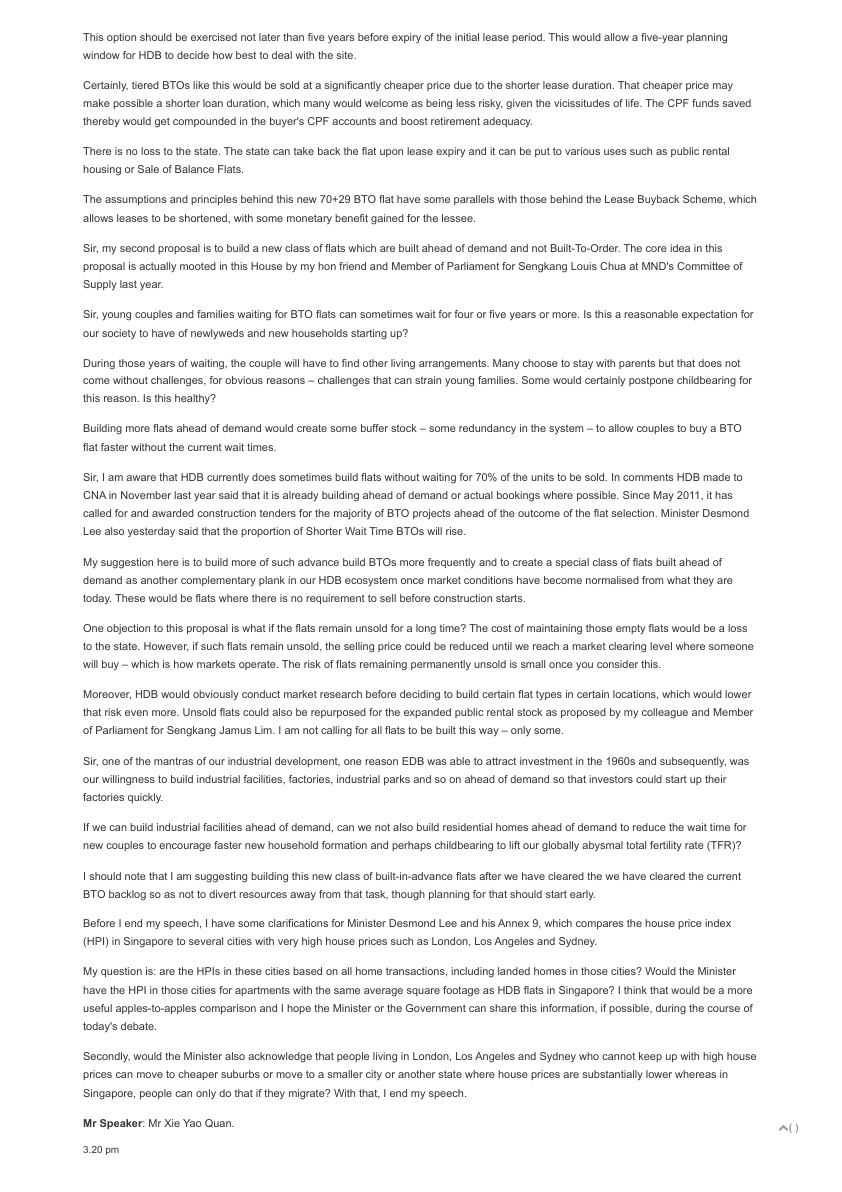 This option should be exercised not later than five years before expiry of the initial lease period. This would allow a five-year planning
window for HDB to decide how best to deal with the site.
Certainly, tiered BTOs like this would be sold at a significantly cheaper price due to the shorter lease duration. That cheaper price may
make possible a shorter loan duration, which many would welcome as being less risky, given the vicissitudes of life. The CPF funds saved
thereby would get compounded in the buyer's CPF accounts and boost retirement adequacy.
There is no loss to the state. The state can take back the flat upon lease expiry and it can be put to various uses such as public rental
housing or Sale of Balance Flats.
The assumptions and principles behind this new 70+29 BTO flat have some parallels with those behind the Lease Buyback Scheme, which
allows leases to be shortened, with some monetary benefit gained for the lessee.
Sir, my second proposal is to build a new class of flats which are built ahead of demand and not Built-To-Order. The core idea in this
proposal is actually mooted in this House by my hon friend and Member of Parliament for Sengkang Louis Chua at MND's Committee of
Supply last year.
Sir, young couples and families waiting for BTO flats can sometimes wait for four or five years or more. Is this a reasonable expectation for
our society to have of newlyweds and new households starting up?
During those years of waiting, the couple will have to find other living arrangements. Many choose to stay with parents but that does not
come without challenges, for obvious reasons – challenges that can strain young families. Some would certainly postpone childbearing for
this reason. Is this healthy?
Building more flats ahead of demand would create some buffer stock – some redundancy in the system – to allow couples to buy a BTO
flat faster without the current wait times.
Sir, I am aware that HDB currently does sometimes build flats without waiting for 70% of the units to be sold. In comments HDB made to
CNA in November last year said that it is already building ahead of demand or actual bookings where possible. Since May 2011, it has
called for and awarded construction tenders for the majority of BTO projects ahead of the outcome of the flat selection. Minister Desmond
Lee also yesterday said that the proportion of Shorter Wait Time BTOs will rise.
My suggestion here is to build more of such advance build BTOs more frequently and to create a special class of flats built ahead of
demand as another complementary plank in our HDB ecosystem once market conditions have become normalised from what they are
today. These would be flats where there is no requirement to sell before construction starts.
One objection to this proposal is what if the flats remain unsold for a long time? The cost of maintaining those empty flats would be a loss
to the state. However, if such flats remain unsold, the selling price could be reduced until we reach a market clearing level where someone
will buy – which is how markets operate. The risk of flats remaining permanently unsold is small once you consider this.
Moreover, HDB would obviously conduct market research before deciding to build certain flat types in certain locations, which would lower
that risk even more. Unsold flats could also be repurposed for the expanded public rental stock as proposed by my colleague and Member
of Parliament for Sengkang Jamus Lim. I am not calling for all flats to be built this way – only some.
Sir, one of the mantras of our industrial development, one reason EDB was able to attract investment in the 1960s and subsequently, was
our willingness to build industrial facilities, factories, industrial parks and so on ahead of demand so that investors could start up their
factories quickly.
If we can build industrial facilities ahead of demand, can we not also build residential homes ahead of demand to reduce the wait time for
new couples to encourage faster new household formation and perhaps childbearing to lift our globally abysmal total fertility rate (TFR)?
I should note that I am suggesting building this new class of built-in-advance flats after we have cleared the we have cleared the current
BTO backlog so as not to divert resources away from that task, though planning for that should start early.
Before I end my speech, I have some clarifications for Minister Desmond Lee and his Annex 9, which compares the house price index
(HPI) in Singapore to several cities with very high house prices such as London, Los Angeles and Sydney.
My question is: are the HPIs in these cities based on all home transactions, including landed homes in those cities? Would the Minister
have the HPI in those cities for apartments with the same average square footage as HDB flats in Singapore? I think that would be a more
useful apples-to-apples comparison and I hope the Minister or the Government can share this information, if possible, during the course of
today's debate.
Secondly, would the Minister also acknowledge that people living in London, Los Angeles and Sydney who cannot keep up with high house
prices can move to cheaper suburbs or move to a smaller city or another state where house prices are substantially lower whereas in
Singapore, people can only do that if they migrate? With that, I end my speech.
Mr Speaker: Mr Xie Yao Quan.
( )
3.20 pm